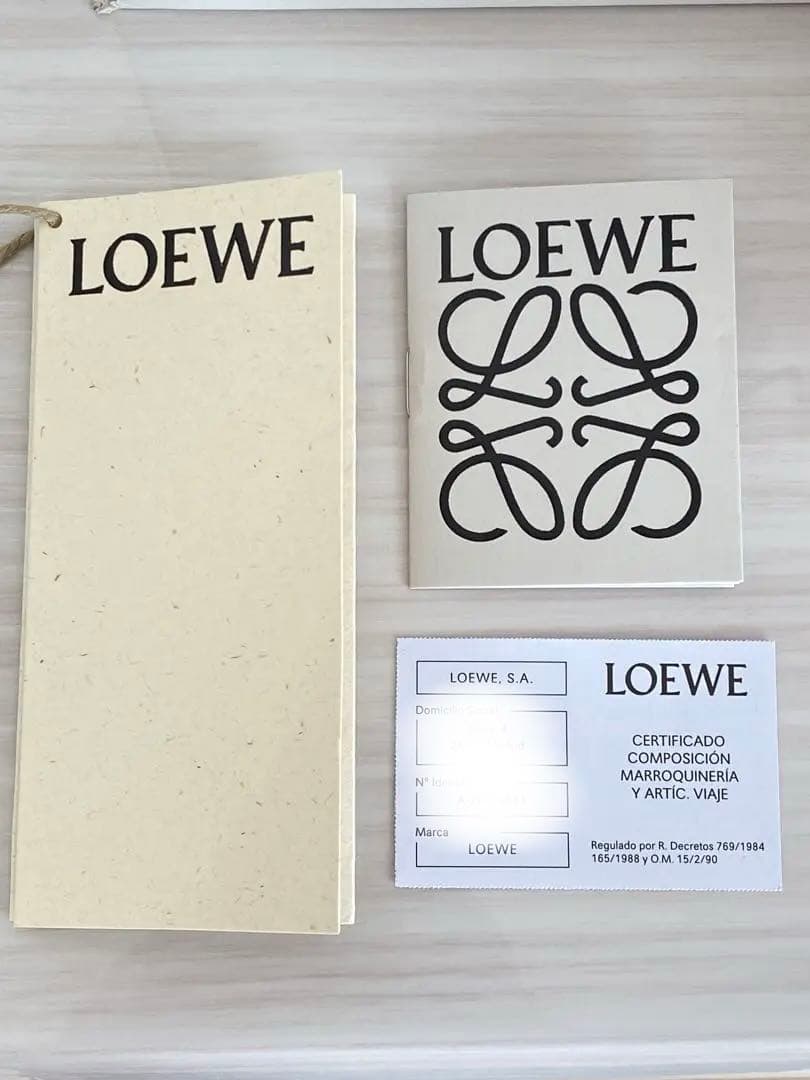 LOEWE
LOEWE
LOEWE, S.A.
Domicilio Social
Marca
LOEWE
LOEWE
CERTIFICADO
COMPOSICIÓN
MARROQUINERÍA
Y ARTÍC. VIAJE
Regulado por R. Decretos 769/1984
165/1988 y O.M. 15/2/90